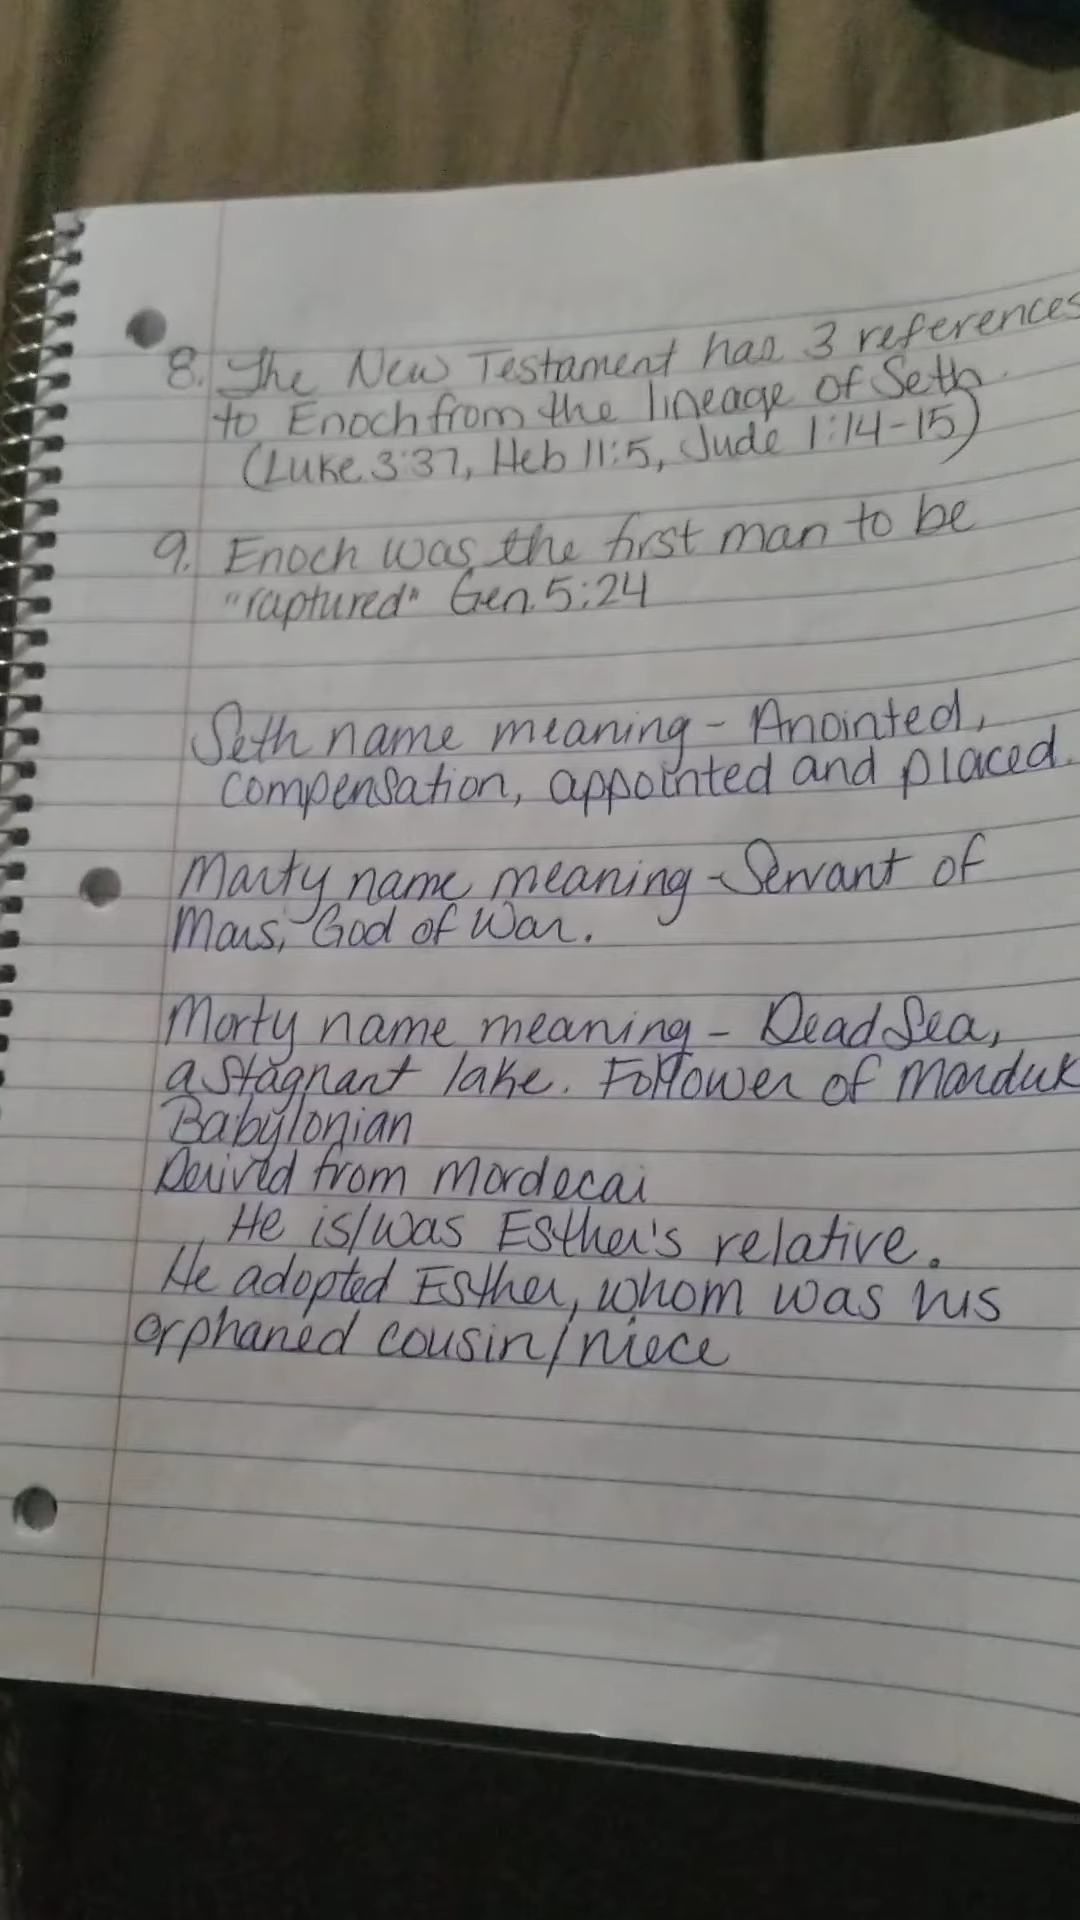 8. The New Testament has 3 references
to Enoch from the lineage of Seth.
(Luke 3:37, Heb 11:5, Jude 1:14-15)
9. Enoch was the first man to be
"raptured" Gen. 5:24
Seth name meaning - Anointed,
compensation, appointed and placed.
Marty name meaning - Servant of
Mars, God of War.
Morty name meaning - Dead Sea,
a stagnant lake. Follower of Marduk
Babylonian
Derived from Mordecai
He is/was Esther's relative.
He adopted Esther, whom was his
orphaned cousin/niece